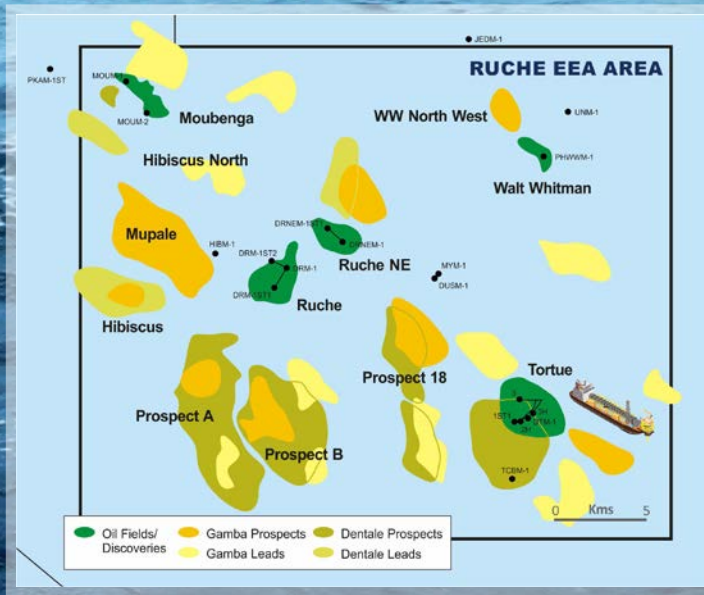 JEDM-1
RUCHE EEA AREA
PKAM-1ST
MOUM-1
MOUM-2
Moubenga
WW North West
UNM-1
Hibiscus North
PHWWM-1
Walt Whitman
Mupale
HIBM-1
DRNEM-1ST1
DRNEM-1
Ruche NE
DRM-1ST2
DRM-1
DRM-1ST1
Ruche
MYM-1
DUSM-1
Hibiscus
Prospect 18
Tortue
Prospect A
Prospect B
3
3H
1ST1
DTM-1
2H
TCBM-1
0 Kms 5
Oil Fields/
Discoveries
Gamba Prospects
Gamba Leads
Dentale Prospects
Dentale Leads